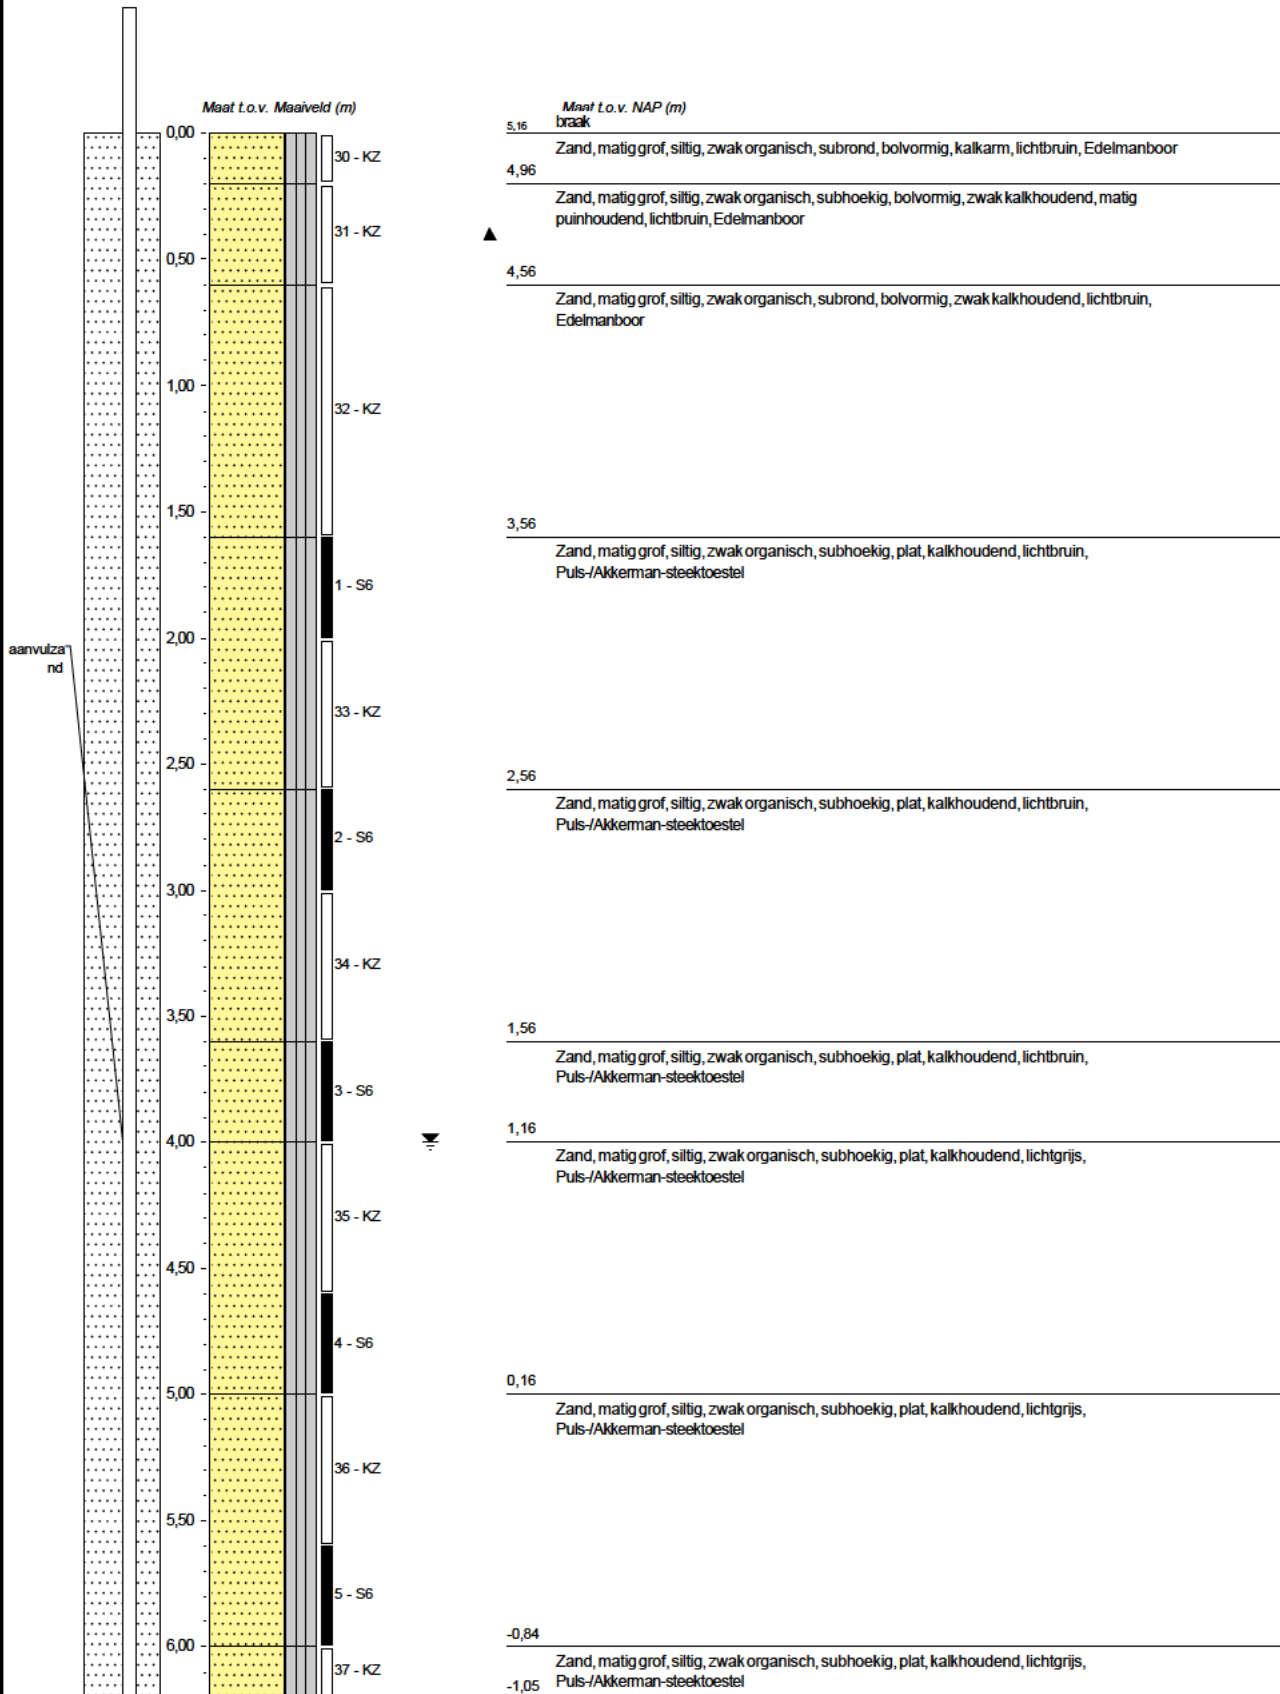 Maat t.o.v. Maaiveld (m)
Maat t.o.v. NAP (m)
0,00
5,16
braak
30 - KZ
Zand, matig grof, siltig, zwak organisch, subrond, bolvormig, kalkarm, lichtbruin, Edelmanboor
4,96
Zand, matig grof, siltig, zwak organisch, subhoekig, bolvormig, zwak kalkhoudend, matig
puinhoudend, lichtbruin, Edelmanboor
31 - KZ
0,50
4,56
Zand, matig grof, siltig, zwak organisch, subrond, bolvormig, zwak kalkhoudend, lichtbruin,
Edelmanboor
1,00
32 - KZ
1,50
3,56
Zand, matig grof, siltig, zwak organisch, subhoekig, plat, kalkhoudend, lichtbruin,
Puls-/Akkerman-steektoestel
1 - S6
2,00
aanvulza
nd
33 - KZ
2,50
2,56
Zand, matig grof, siltig, zwak organisch, subhoekig, plat, kalkhoudend, lichtbruin,
Puls-/Akkerman-steektoestel
2 - S6
3,00
34 - KZ
3,50
1,56
Zand, matig grof, siltig, zwak organisch, subhoekig, plat, kalkhoudend, lichtbruin,
Puls-/Akkerman-steektoestel
3 - S6
4,00
1,16
Zand, matig grof, siltig, zwak organisch, subhoekig, plat, kalkhoudend, lichtgrijs,
Puls-/Akkerman-steektoestel
35 - KZ
4,50
4 - S6
5,00
0,16
Zand, matig grof, siltig, zwak organisch, subhoekig, plat, kalkhoudend, lichtgrijs,
Puls-/Akkerman-steektoestel
36 - KZ
5,50
5 - S6
6,00
-0,84
37 - KZ
Zand, matig grof, siltig, zwak organisch, subhoekig, plat, kalkhoudend, lichtgrijs,
Puls-/Akkerman-steektoestel
-1,05